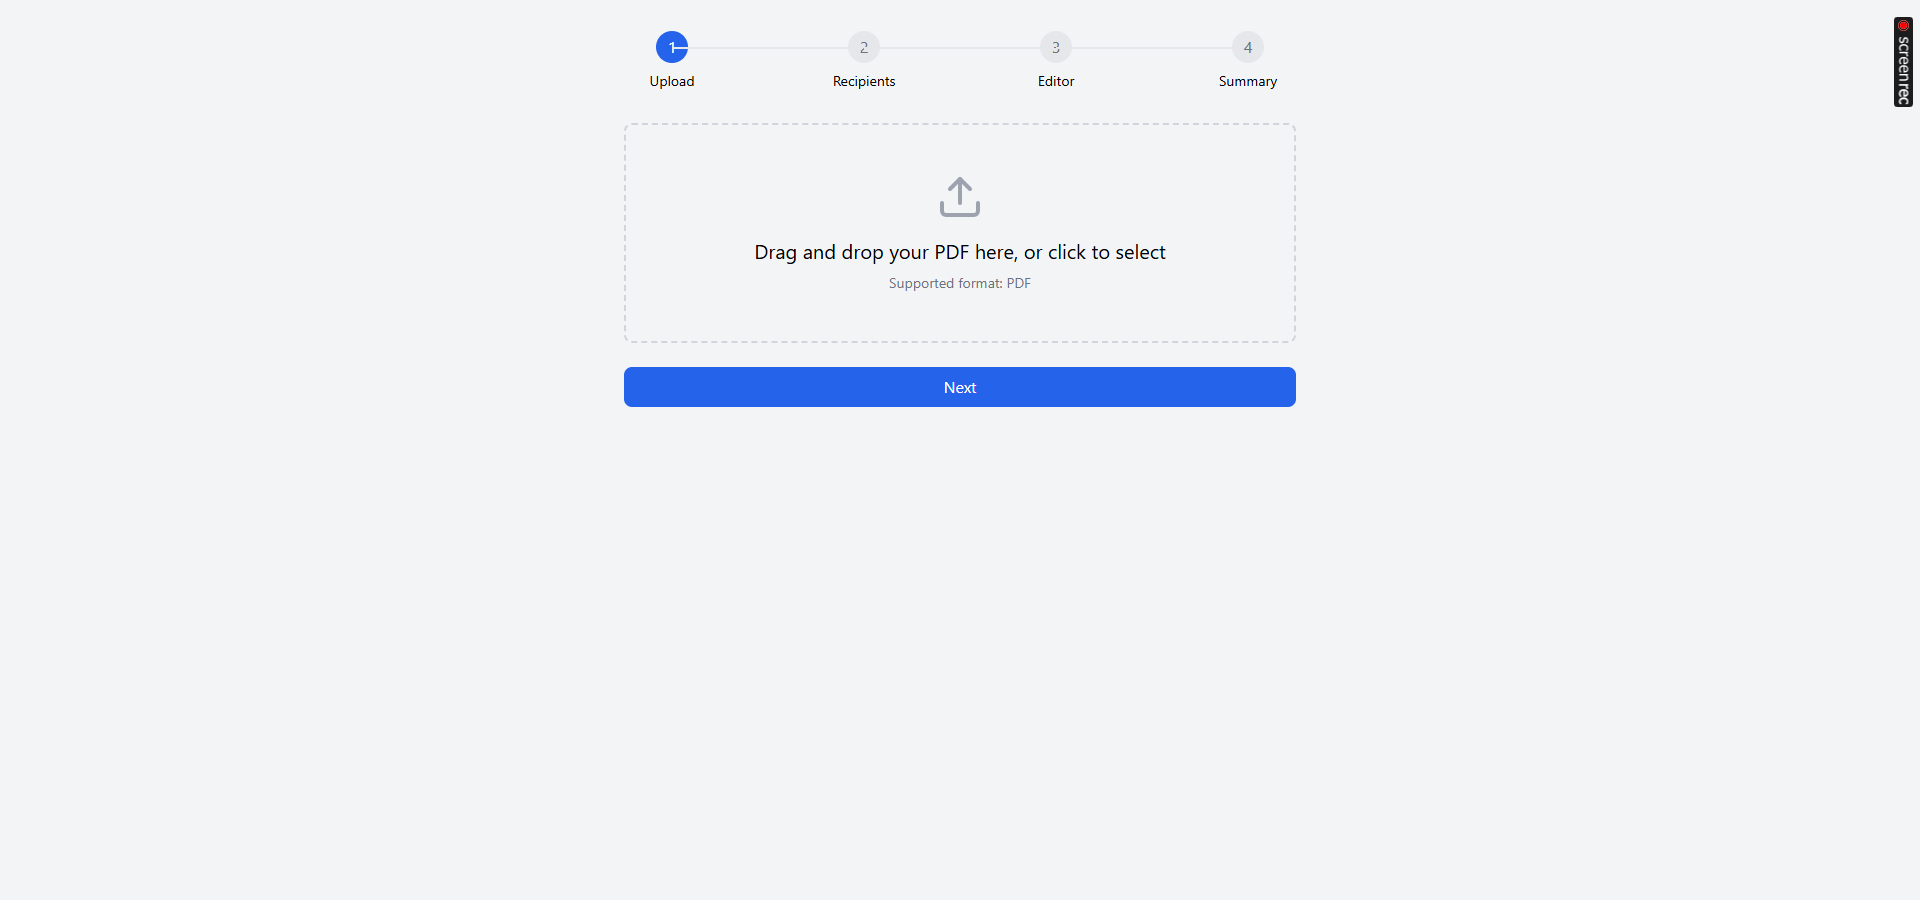 1
2
3
4
Upload
Recipients
Editor
Summary
Drag and drop your PDF here, or click to select
Supported format: PDF
Next
screenrec